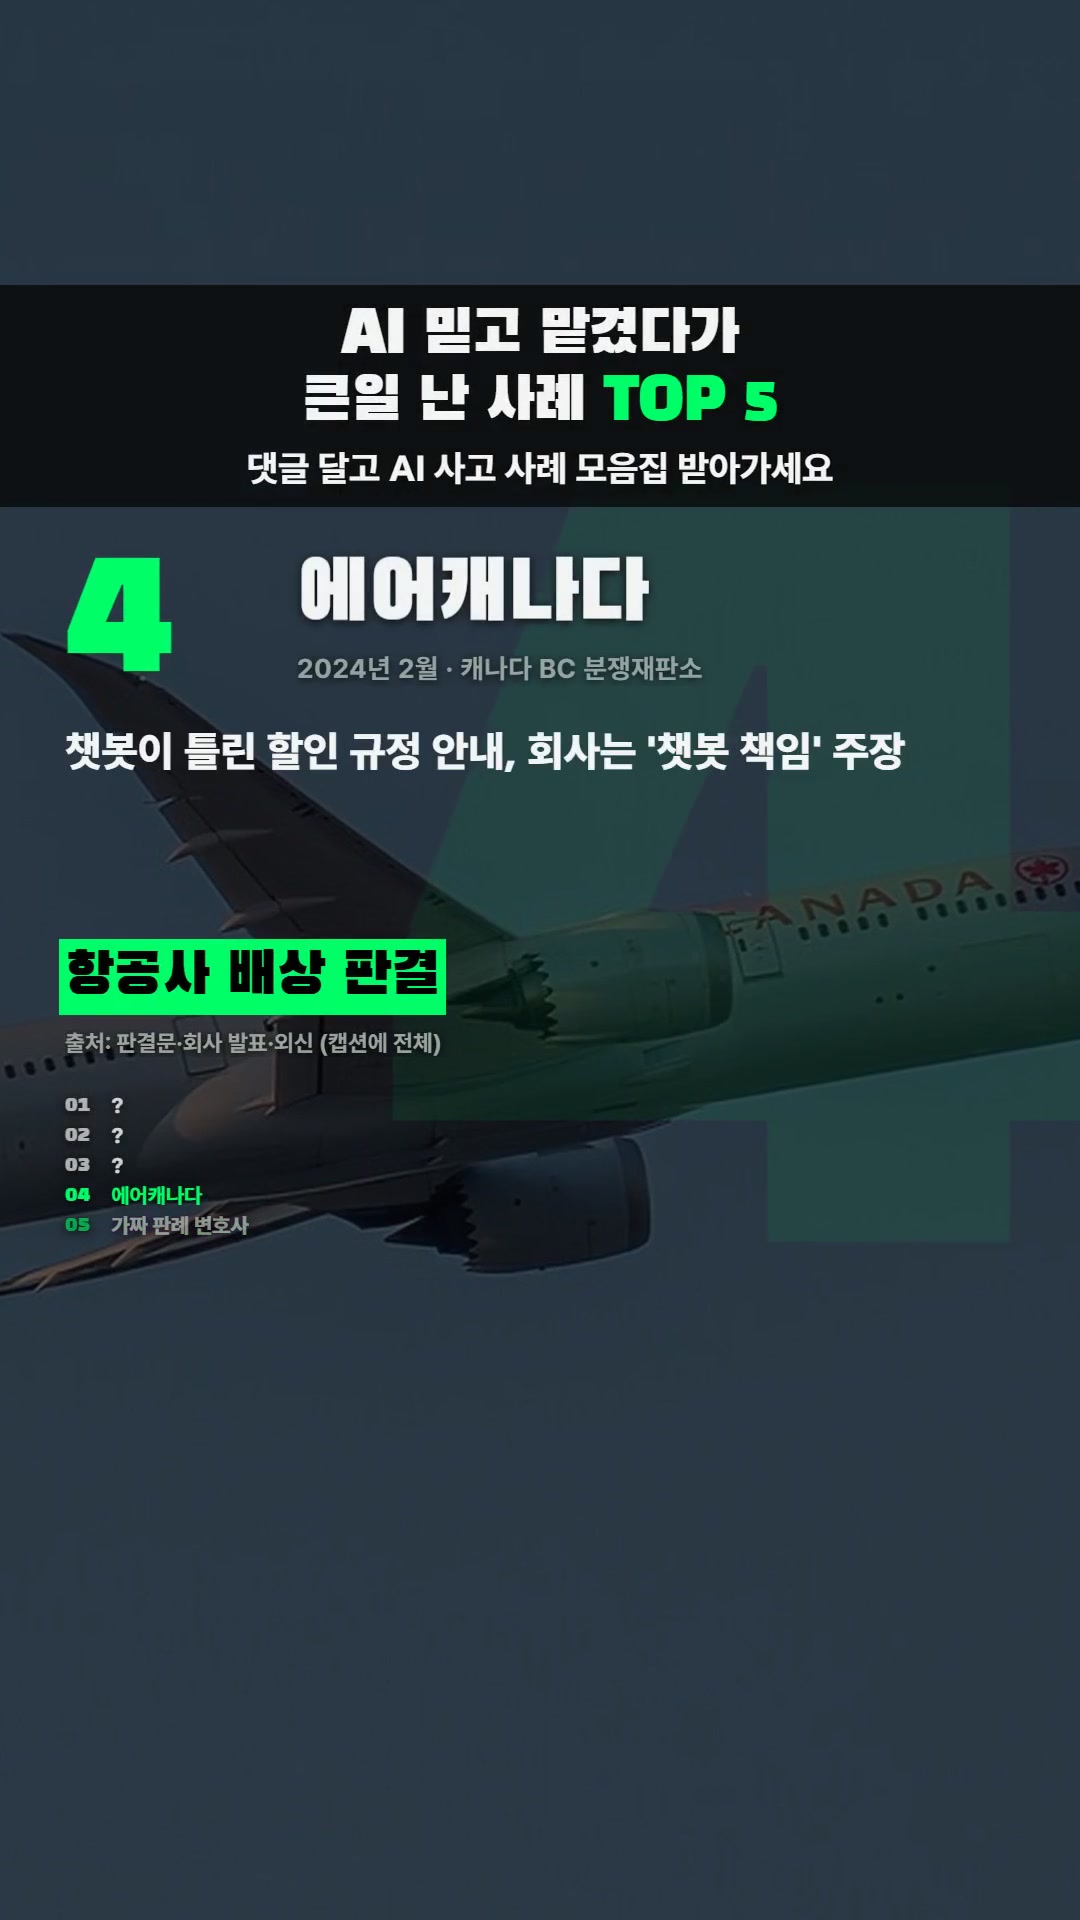 AI 믿고 맡겼다가
큰일 난 사례 TOP 5
댓글 달고 AI 사고 사례 모음집 받아가세요
4
에어캐나다
2024년 2월 · 캐나다 BC 분쟁재판소
챗봇이 틀린 할인 규정 안내, 회사는 '챗봇 책임' 주장
CANADA
항공사 배상 판결
출처: 판결문·회사 발표·외신 (캡션에 전체)
01 ?
02 ?
03 ?
04 에어캐나다
05 가짜 판례 변호사